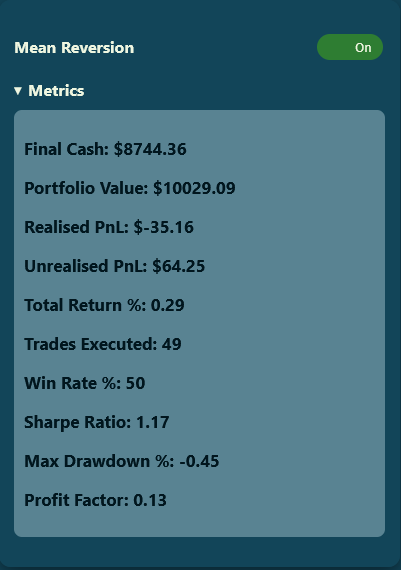 Mean Reversion
On
▼ Metrics
Final Cash: $8744.36
Portfolio Value: $10029.09
Realised PnL: $-35.16
Unrealised PnL: $64.25
Total Return %: 0.29
Trades Executed: 49
Win Rate %: 50
Sharpe Ratio: 1.17
Max Drawdown %: -0.45
Profit Factor: 0.13